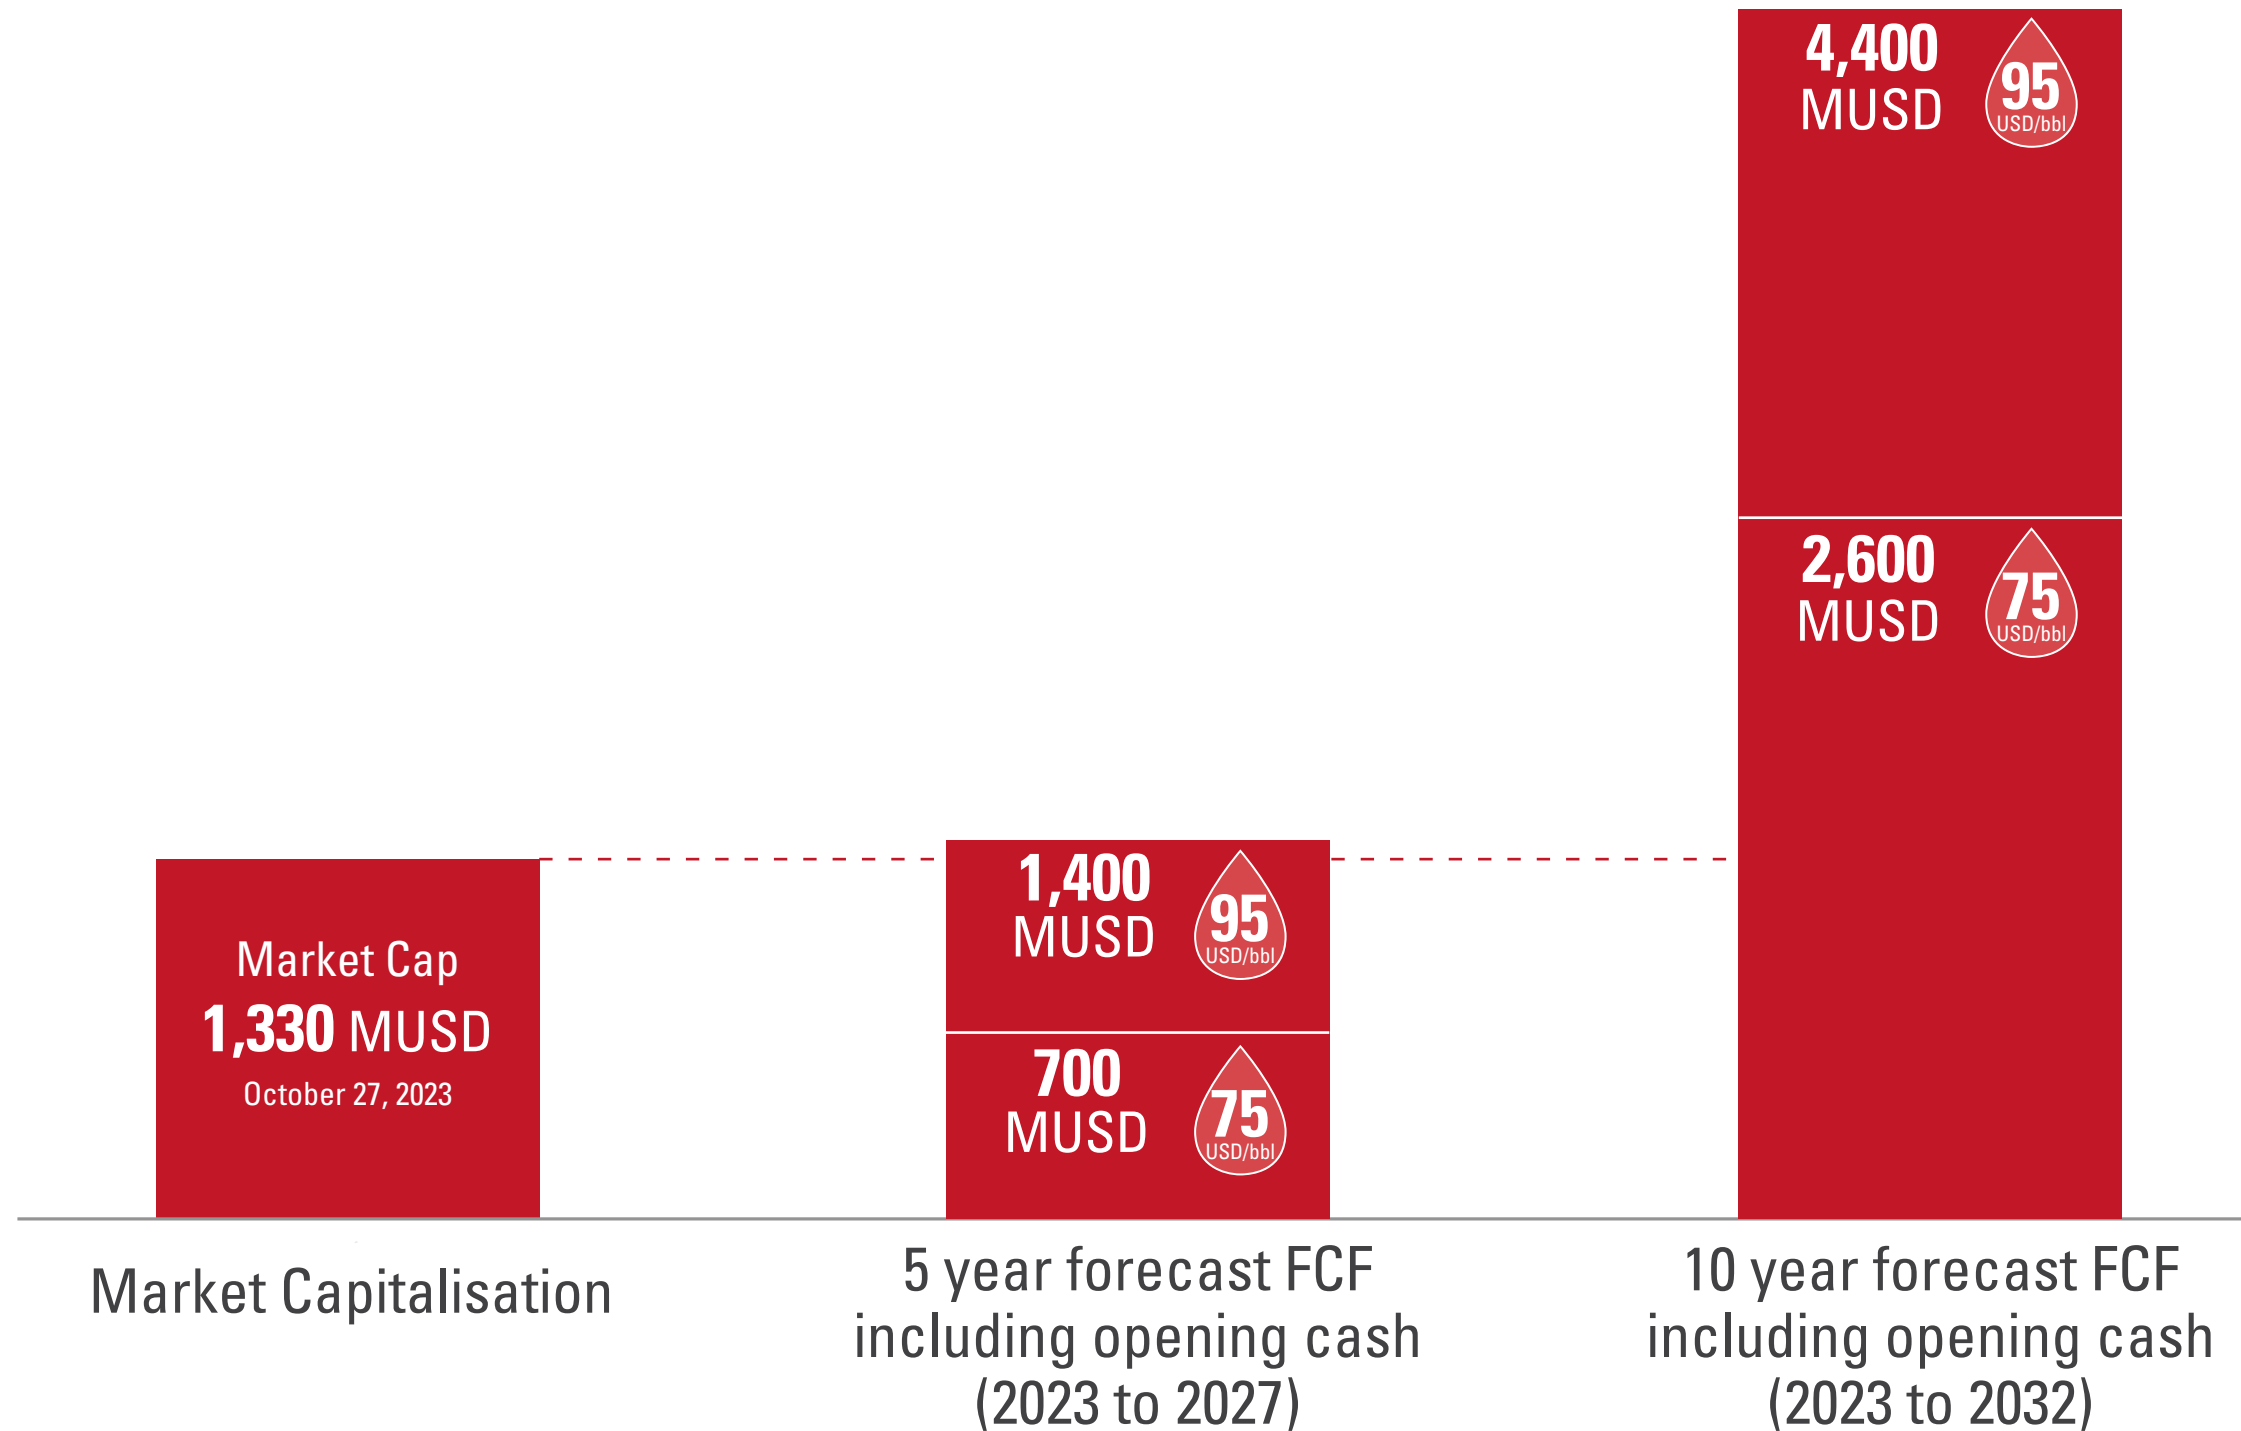 4,400
MUSD
95
USD/bbl
2,600
MUSD
75
USD/bbl
1,400
MUSD
95
USD/bbl
Market Cap
1,330 MUSD
October 27, 2023
700
MUSD
75
USD/bbl
Market Capitalisation
5 year forecast FCF
including opening cash
(2023 to 2027)
10 year forecast FCF
including opening cash
(2023 to 2032)